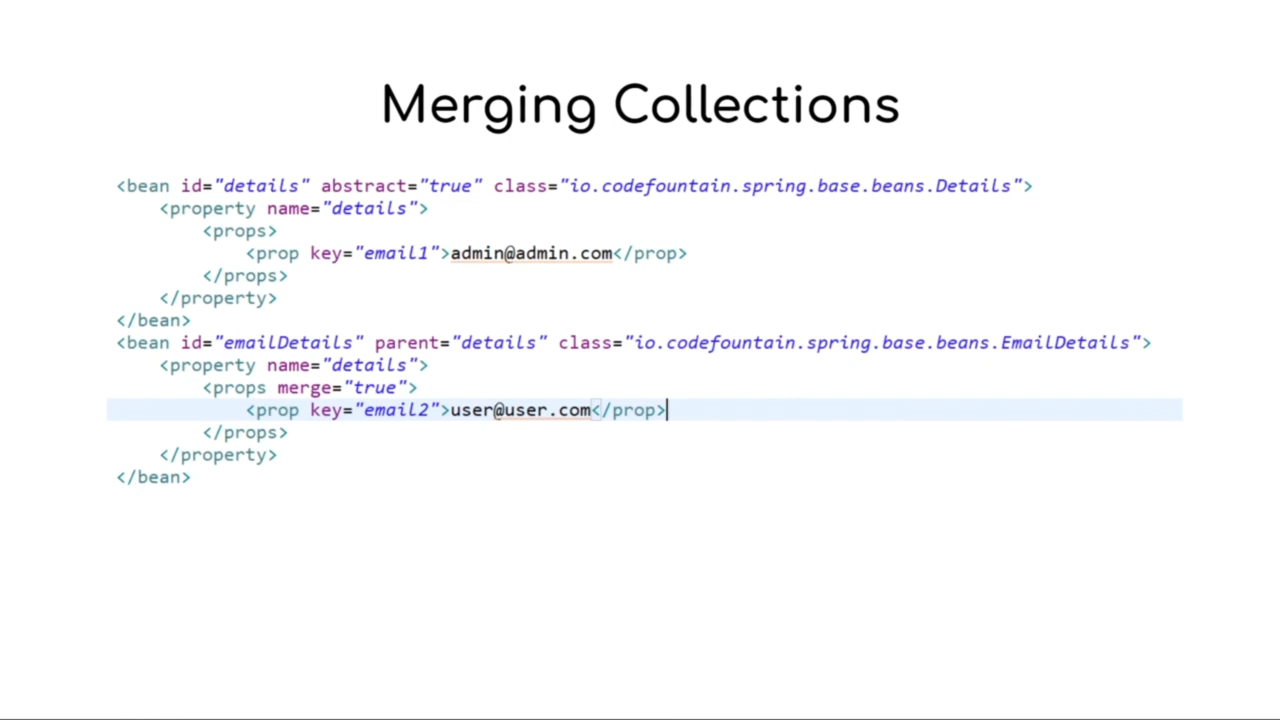 Merging Collections
<bean id="details" abstract="true" class="io.codefountain.spring.base.beans.Details">
<property name="details">
<props>
<prop key="email1">admin@admin.com</prop>
</props>
</property>
</bean>
<bean id="emailDetails" parent="details" class="io.codefountain.spring.base.beans.EmailDetails">
<property name="details">
<props merge="true">
<prop key="email2">user@user.com</prop>
</props>
</property>
</bean>